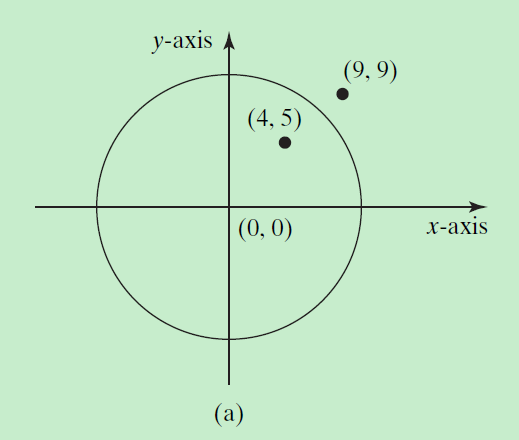 y-axis
(9, 9)
(4, 5)
(0, 0)
x-axis
(a)